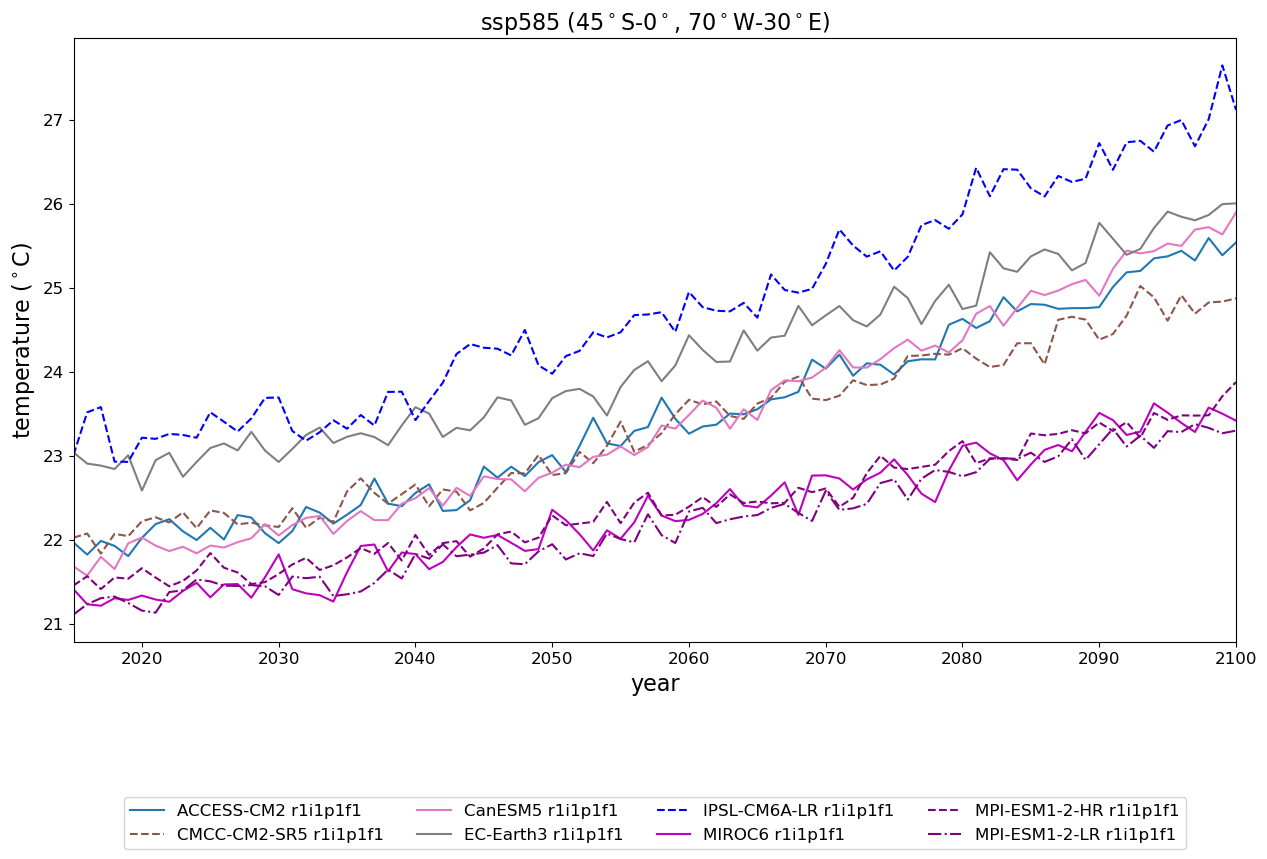 ssp585 (45°S-0°, 70°W-30°E)
temperature (°C)
27
26
25
24
23
22
21
2020 2030 2040 2050 2060 2070 2080 2090 2100
year
ACCESS-CM2 r1i1p1f1 CanESM5 r1i1p1f1 IPSL-CM6A-LR r1i1p1f1 MPI-ESM1-2-HR r1i1p1f1
CMCC-CM2-SR5 r1i1p1f1 EC-Earth3 r1i1p1f1 MIROC6 r1i1p1f1 MPI-ESM1-2-LR r1i1p1f1